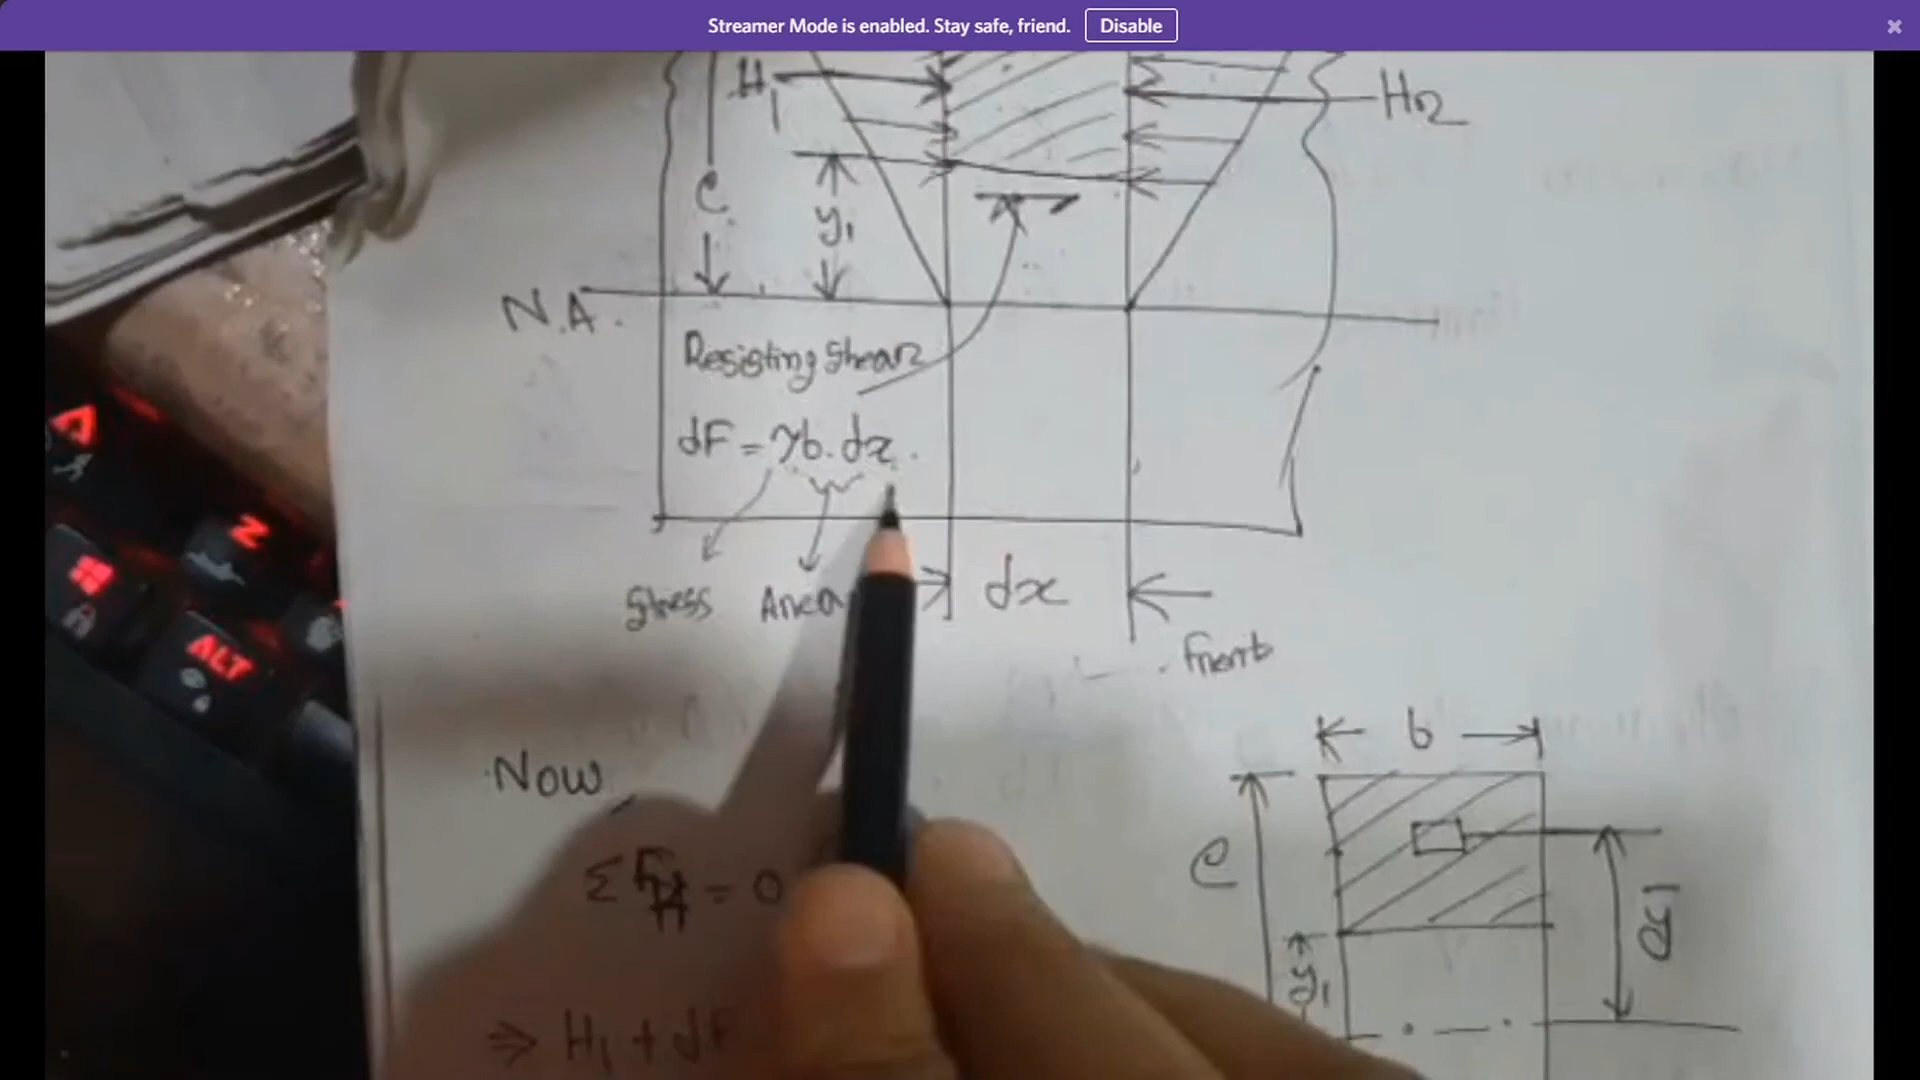 Streamer Mode is enabled. Stay safe, friend. Disable
H1
H2
e
y1
N.A.
Resisting Shear
dF = τb.dx
Stress Area
dx
Front
Now
b
e
ΣFH = 0
y1
H1 + dF
Z
ALT